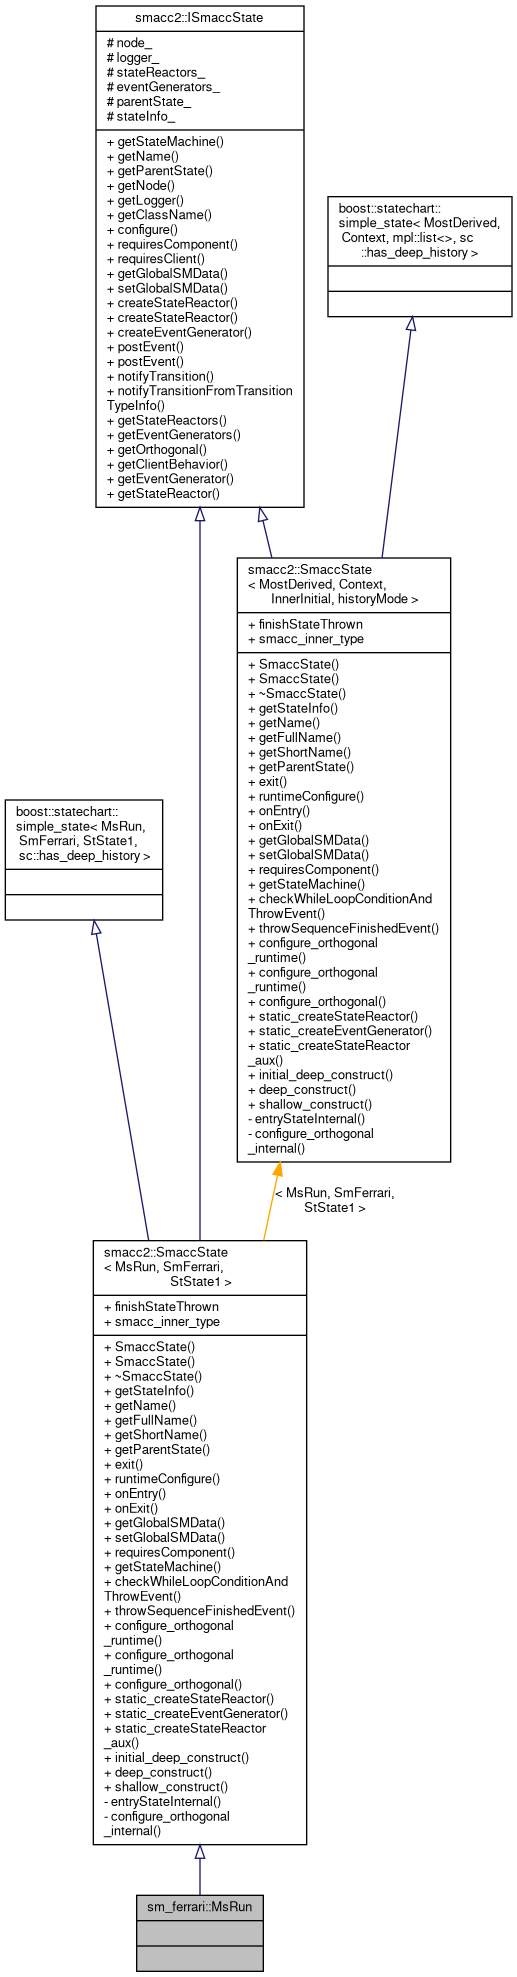 smacc2::ISmaccState
# node_
# logger_
# stateReactors_
# eventGenerators_
# parentState_
# stateInfo_
+ getStateMachine()
+ getName()
+ getParentState()
+ getNode()
+ getLogger()
+ getClassName()
+ configure()
+ requiresComponent()
+ requiresClient()
+ getGlobalSMData()
+ setGlobalSMData()
+ createStateReactor()
+ createStateReactor()
+ createEventGenerator()
+ postEvent()
+ postEvent()
+ notifyTransition()
+ notifyTransitionFromTransition
TypeInfo()
+ getStateReactors()
+ getEventGenerators()
+ getOrthogonal()
+ getClientBehavior()
+ getEventGenerator()
+ getStateReactor()
boost::statechart::
simple_state< MostDerived,
Context, mpl::list<>, sc
::has_deep_history >
smacc2::SmaccState
< MostDerived, Context,
InnerInitial, historyMode >
+ finishStateThrown
+ smacc_inner_type
+ SmaccState()
+ SmaccState()
+ ~SmaccState()
+ getStateInfo()
+ getName()
+ getFullName()
+ getShortName()
+ getParentState()
+ exit()
+ runtimeConfigure()
+ onEntry()
+ onExit()
+ getGlobalSMData()
+ setGlobalSMData()
+ requiresComponent()
+ getStateMachine()
+ checkWhileLoopConditionAnd
ThrowEvent()
+ throwSequenceFinishedEvent()
+ configure_orthogonal
_runtime()
+ configure_orthogonal
_runtime()
+ configure_orthogonal()
+ static_createStateReactor()
+ static_createEventGenerator()
+ static_createStateReactor
_aux()
+ initial_deep_construct()
+ deep_construct()
+ shallow_construct()
- entryStateInternal()
- configure_orthogonal
_internal()
boost::statechart::
simple_state< MsRun,
SmFerrari, StState1,
sc::has_deep_history >
< MsRun, SmFerrari,
StState1 >
smacc2::SmaccState
< MsRun, SmFerrari,
StState1 >
+ finishStateThrown
+ smacc_inner_type
+ SmaccState()
+ SmaccState()
+ ~SmaccState()
+ getStateInfo()
+ getName()
+ getFullName()
+ getShortName()
+ getParentState()
+ exit()
+ runtimeConfigure()
+ onEntry()
+ onExit()
+ getGlobalSMData()
+ setGlobalSMData()
+ requiresComponent()
+ getStateMachine()
+ checkWhileLoopConditionAnd
ThrowEvent()
+ throwSequenceFinishedEvent()
+ configure_orthogonal
_runtime()
+ configure_orthogonal
_runtime()
+ configure_orthogonal()
+ static_createStateReactor()
+ static_createEventGenerator()
+ static_createStateReactor
_aux()
+ initial_deep_construct()
+ deep_construct()
+ shallow_construct()
- entryStateInternal()
- configure_orthogonal
_internal()
sm_ferrari::MsRun